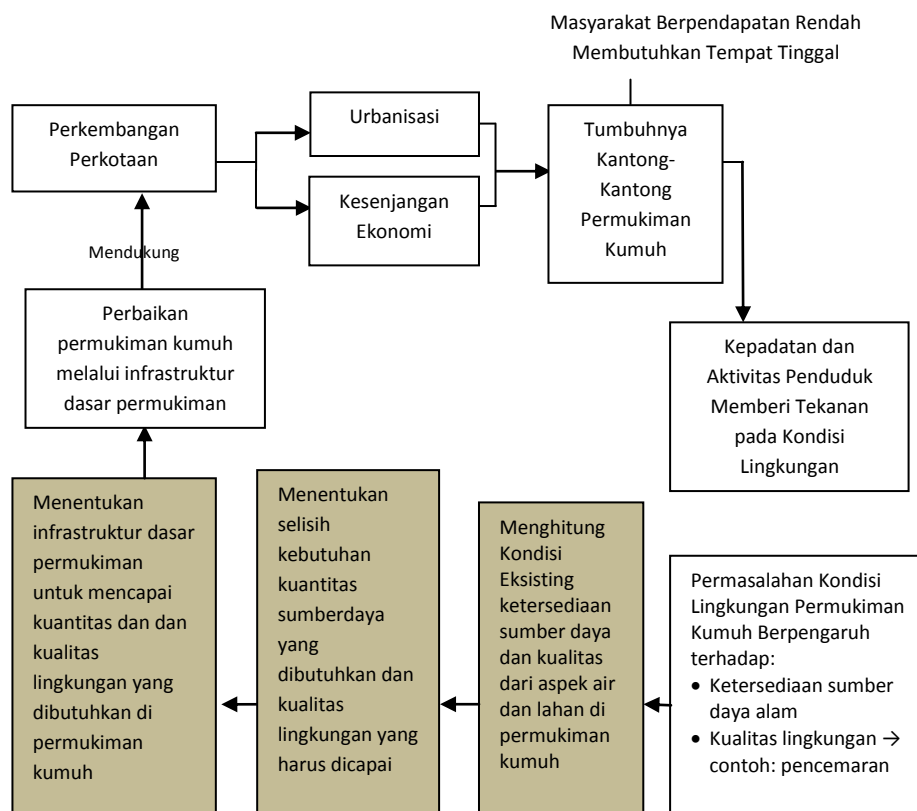 Masyarakat Berpendapatan Rendah
Membutuhkan Tempat Tinggal
Perkembangan
Perkotaan
Urbanisasi
Kesenjangan
Ekonomi
Tumbuhnya
Kantong-
Kantong
Permukiman
Kumuh
Mendukung
Perbaikan
permukiman kumuh
melalui infrastruktur
dasar permukiman
Kepadatan dan
Aktivitas Penduduk
Memberi Tekanan
pada Kondisi
Lingkungan
Menentukan
infrastruktur dasar
permukiman
untuk mencapai
kuantitas dan dan
kualitas
lingkungan yang
dibutuhkan di
permukiman
kumuh
Menentukan
selisih
kebutuhan
kuantitas
sumberdaya
yang
dibutuhkan dan
kualitas
lingkungan yang
harus dicapai
Menghitung
Kondisi
Eksisting
ketersediaan
sumber daya
dan kualitas
dari aspek air
dan lahan di
permukiman
kumuh
Permasalahan Kondisi
Lingkungan Permukiman
Kumuh Berpengaruh
terhadap:
• Ketersediaan sumber
daya alam
• Kualitas lingkungan →
contoh: pencemaran